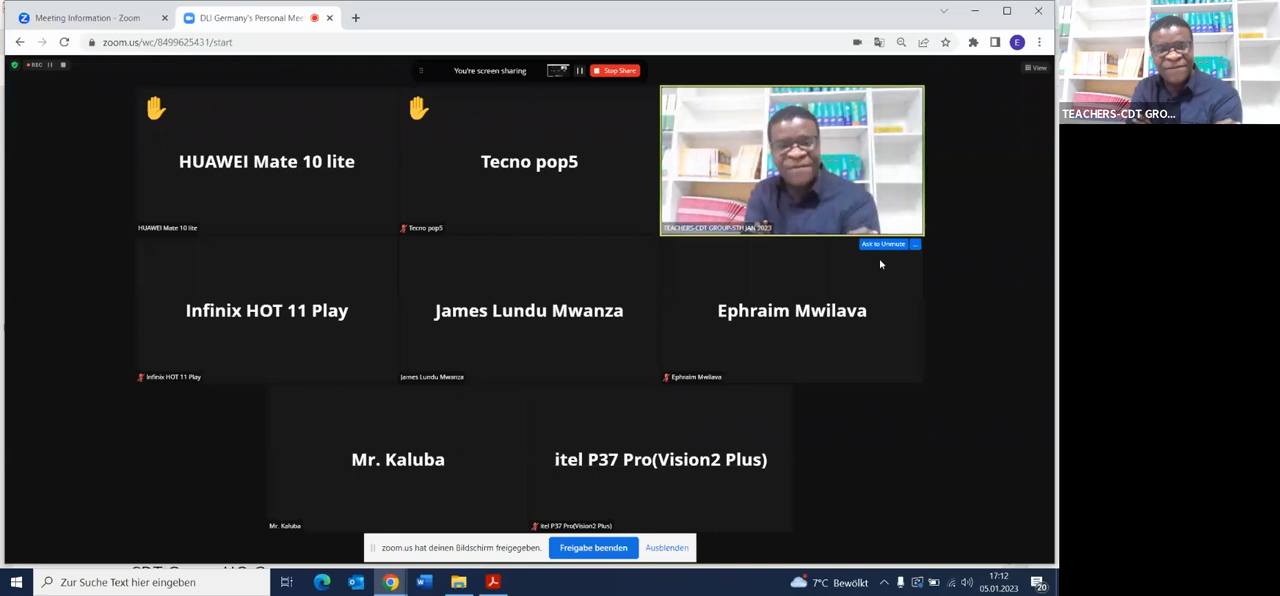 Meeting Information - Zoom
DLI Germany's Personal Mee
zoom.us/wc/8499625431/start
E
REC
You're screen sharing
Stop Share
View
HUAWEI Mate 10 lite
HUAWEI Mate 10 lite
Tecno pop5
Tecno pop5
TEACHERS-CDT GROUP-5TH JAN 2023
TEACHERS-CDT GRO...
Ask to Unmute
...
Infinix HOT 11 Play
Infinix HOT 11 Play
James Lundu Mwanza
James Lundu Mwanza
Ephraim Mwilava
Ephraim Mwilava
Mr. Kaluba
Mr. Kaluba
itel P37 Pro(Vision2 Plus)
itel P37 Pro(Vision2 Plus)
zoom.us hat deinen Bildschirm freigegeben.
Freigabe beenden
Ausblenden
Zur Suche Text hier eingeben
7°C Bewölkt
17:12
05.01.2023
20